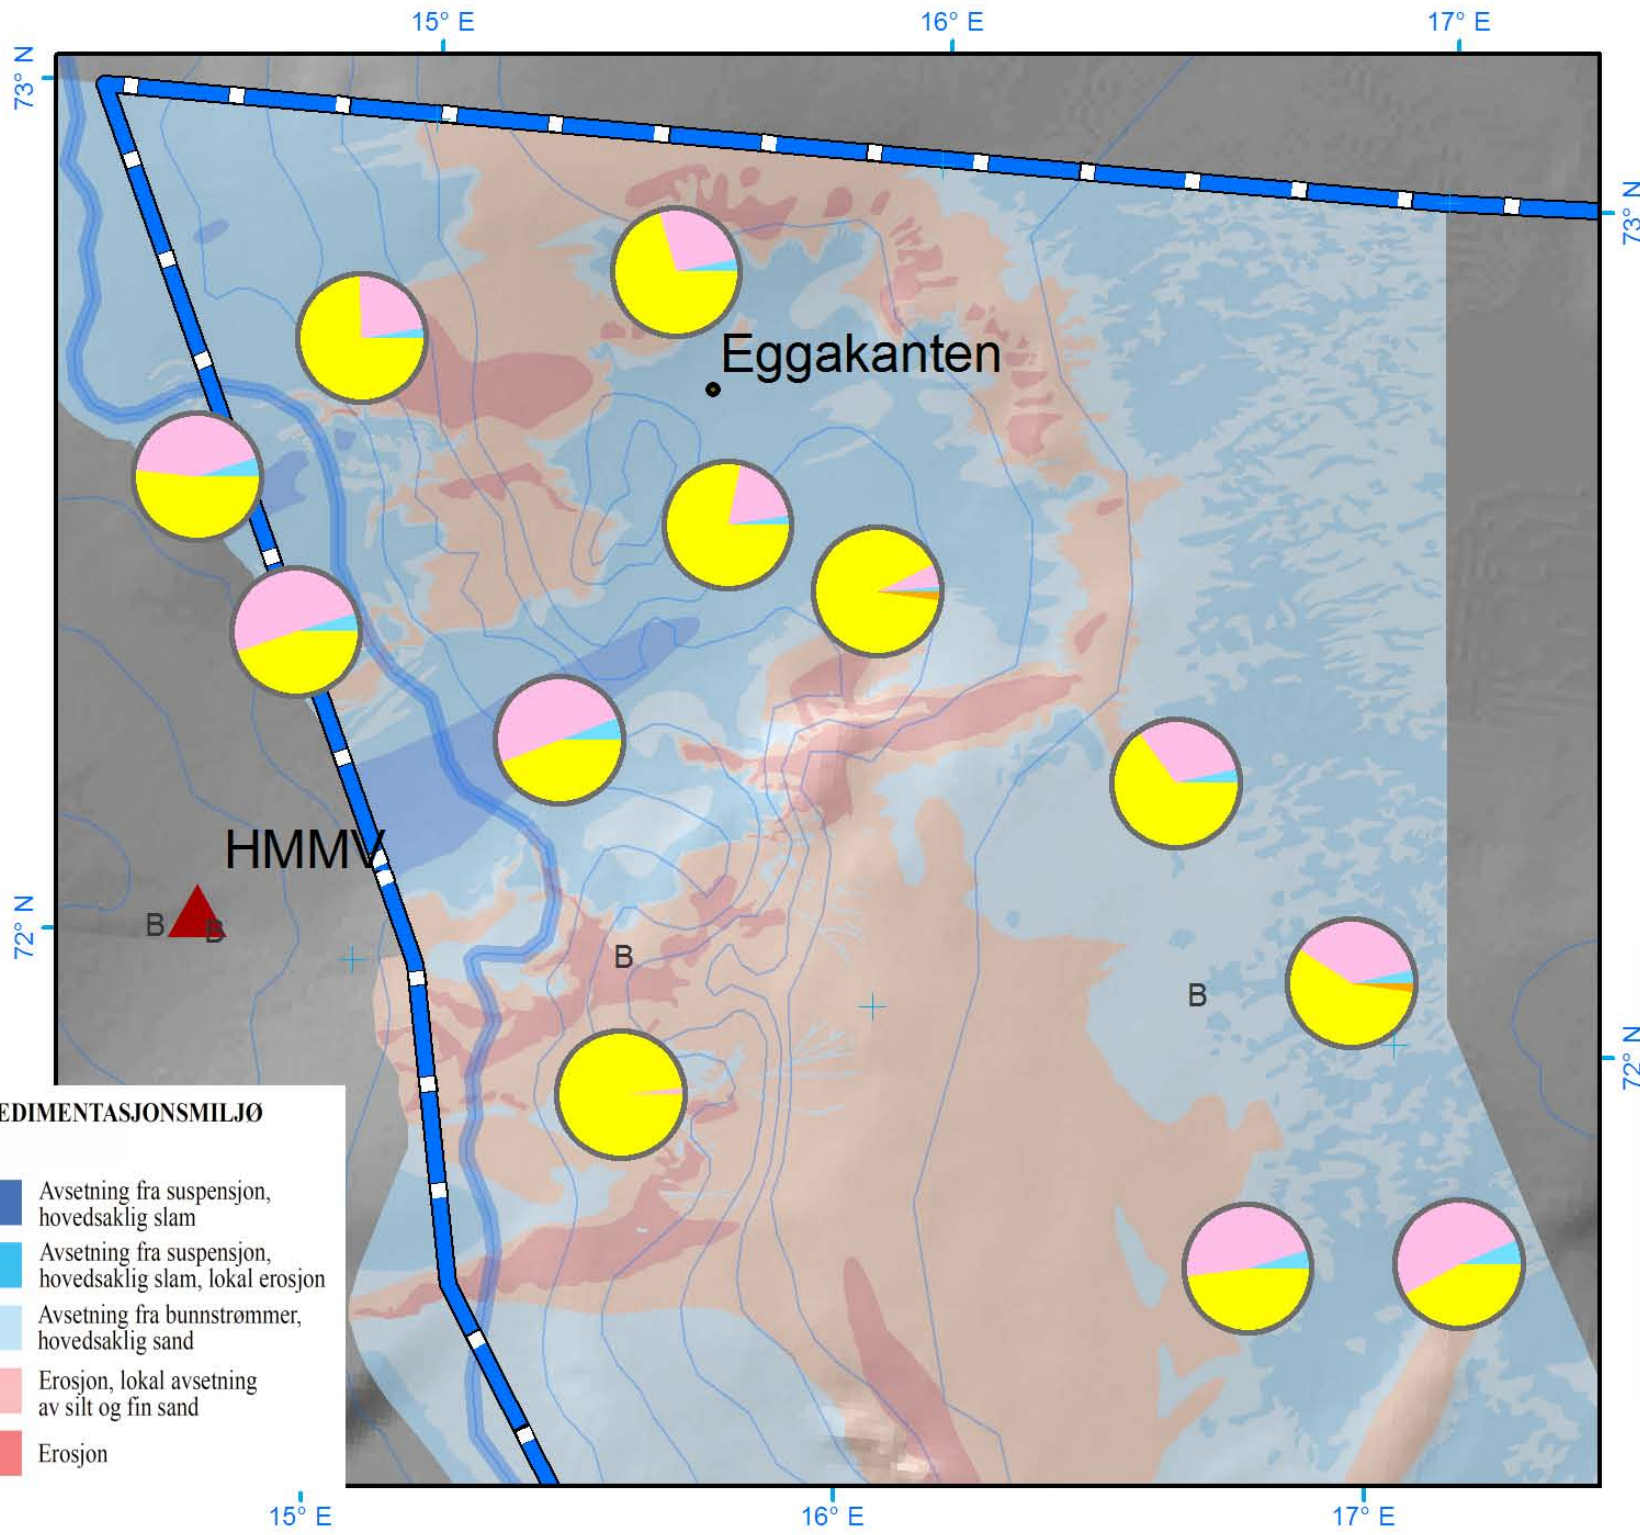 15° E
16° E
17° E
73° N
73° N
Eggakanten
HMMV
B
B
72° N
B
B
72° N
EDIMENTASJONSMILJØ
Avsetning fra suspensjon,
hovedsaklig slam
Avsetning fra suspensjon,
hovedsaklig slam, lokal erosjon
Avsetning fra bunnstrømmer,
hovedsaklig sand
Erosjon, lokal avsetning
av silt og fin sand
Erosjon
15° E
16° E
17° E